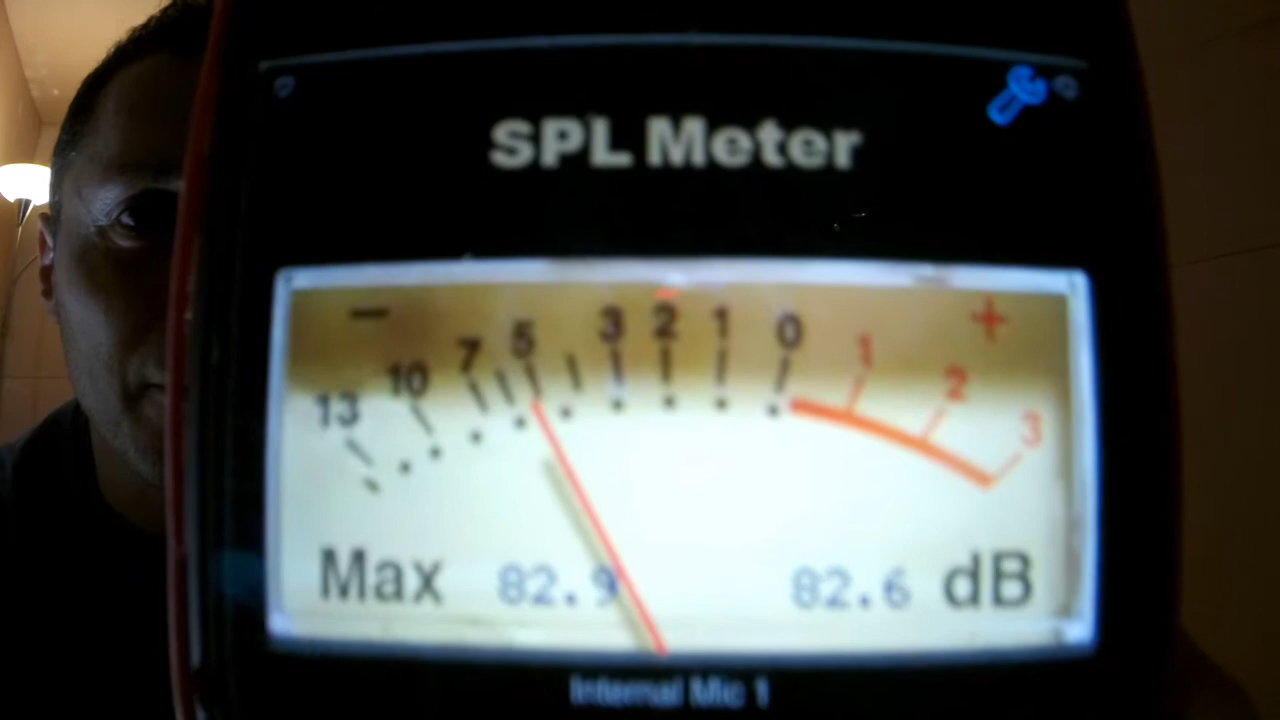 SPL Meter
− 13 10 7 5 3 2 1 0 1 2 3 +
Max 82.9 82.6 dB
Internal Mic 1